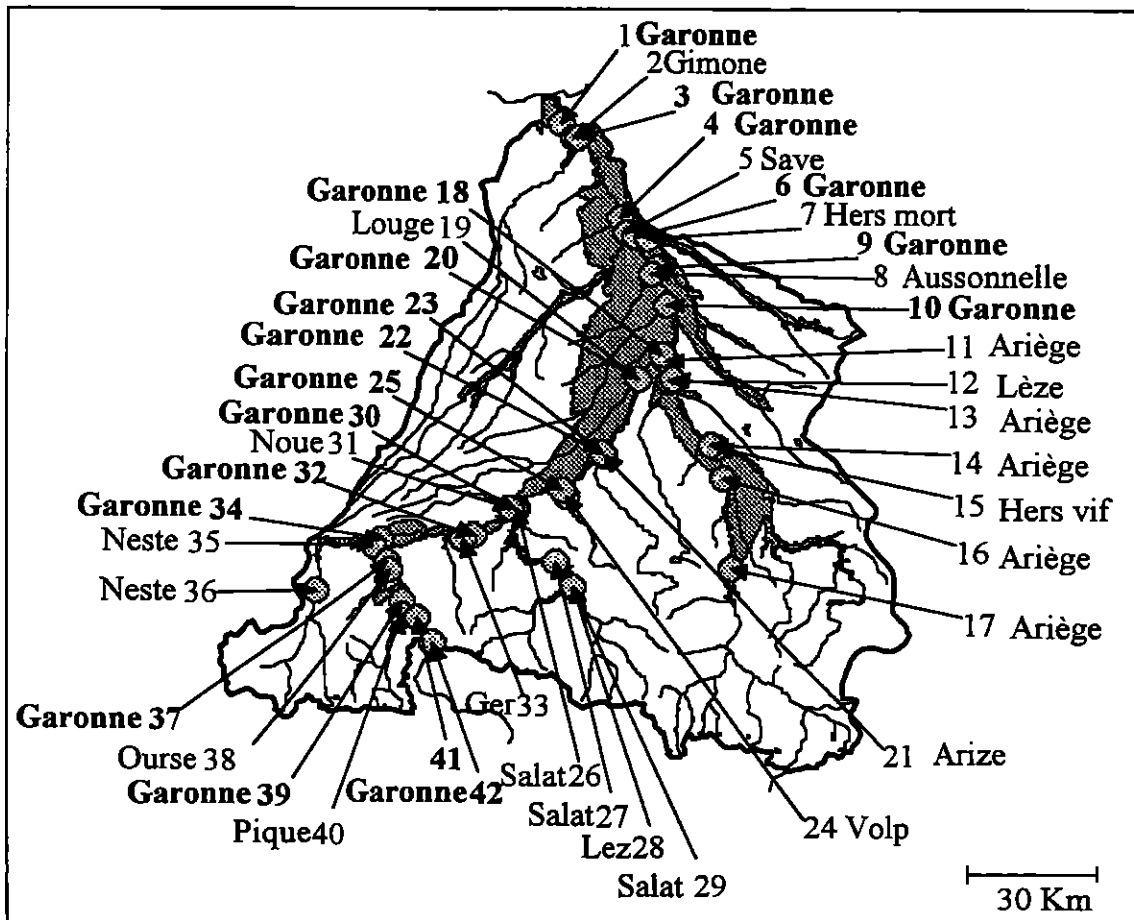 1 Garonne
2 Gimone
3 Garonne
4 Garonne
5 Save
6 Garonne
7 Hers mort
9 Garonne
8 Aussonnelle
10 Garonne
11 Ariège
12 Lèze
13 Ariège
14 Ariège
15 Hers vif
16 Ariège
17 Ariège
21 Arize
24 Volp
Garonne 18
Louge 19
Garonne 20
Garonne 23
Garonne 22
Garonne 25
Garonne 30
Noue 31
Garonne 32
Garonne 34
Neste 35
Neste 36
Garonne 37
Ourse 38
Garonne 39
Pique 40
41
Garonne 42
Ger 33
Salat 26
Salat 27
Lez 28
Salat 29
30 Km